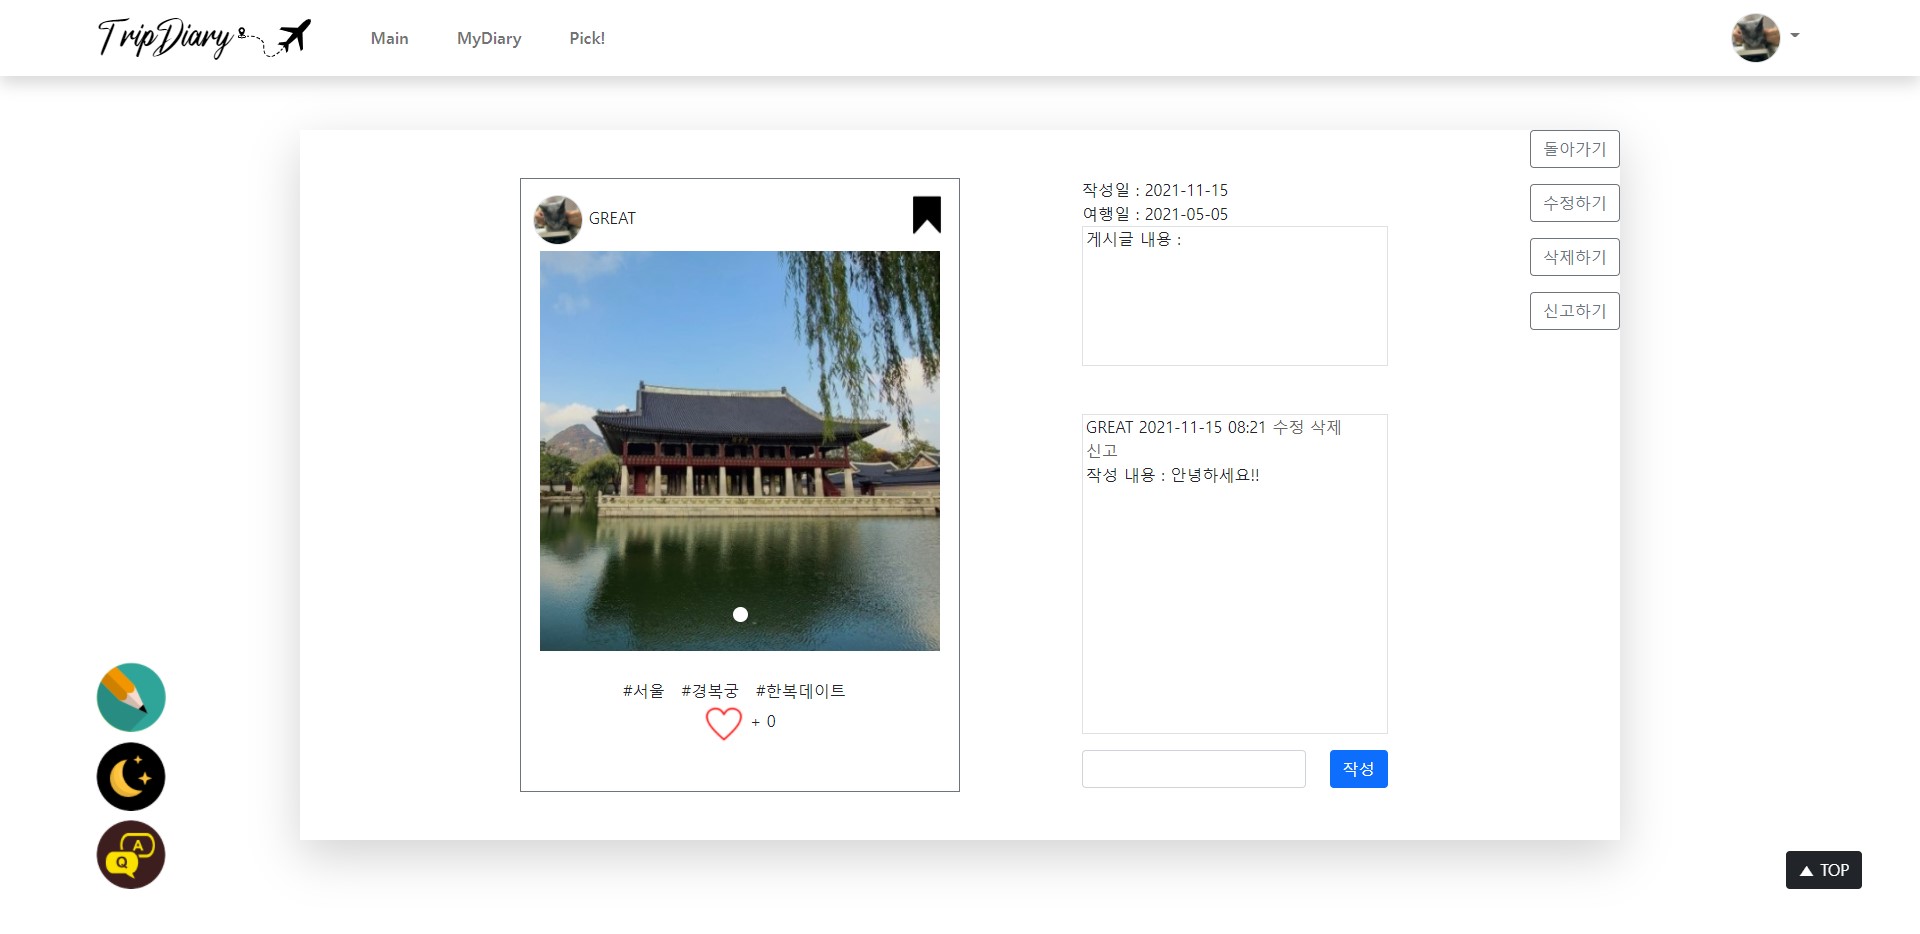 TripDiary
Main
MyDiary
Pick!
돌아가기
수정하기
삭제하기
신고하기
GREAT
#서울 #경복궁 #한복데이트
+ 0
작성일 : 2021-11-15
여행일 : 2021-05-05
게시글 내용 :
GREAT 2021-11-15 08:21 수정 삭제
신고
작성 내용 : 안녕하세요!!
작성
Q
A
▲ TOP